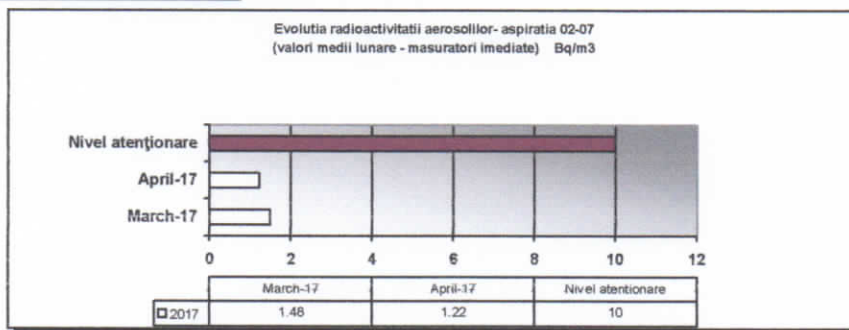 Evolutia radioactivitatii aerosolilor- aspiratia 02-07
(valori medii lunare - masuratori imediate) Bq/m3
Nivel atenţionare
April-17
March-17
0 2 4 6 8 10 12
March-17 April-17 Nivel atentionare
2017 1.48 1.22 10